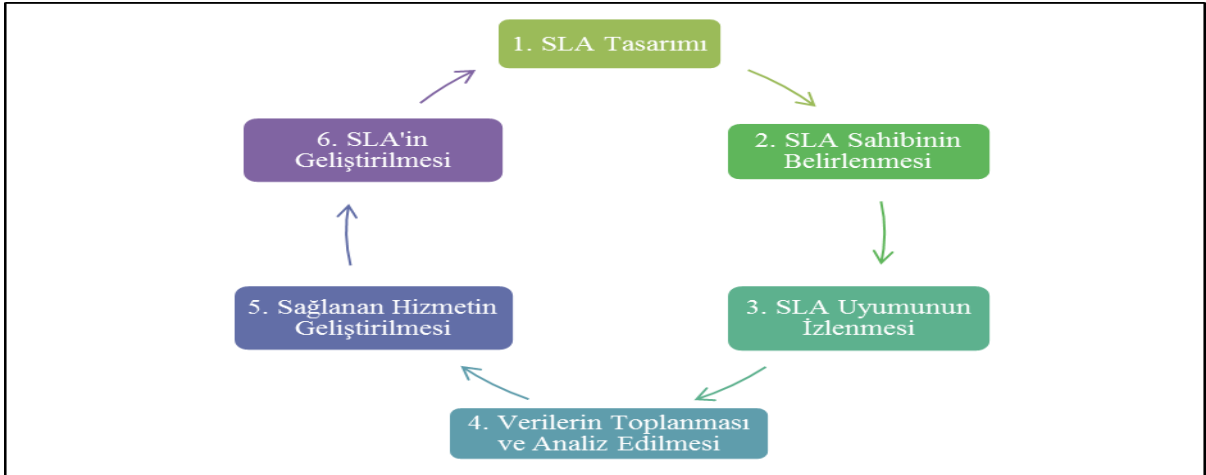 1. SLA Tasarımı
2. SLA Sahibinin
Belirlenmesi
3. SLA Uyumunun
İzlenmesi
4. Verilerin Toplanması
ve Analiz Edilmesi
5. Sağlanan Hizmetin
Geliştirilmesi
6. SLA'in
Geliştirilmesi